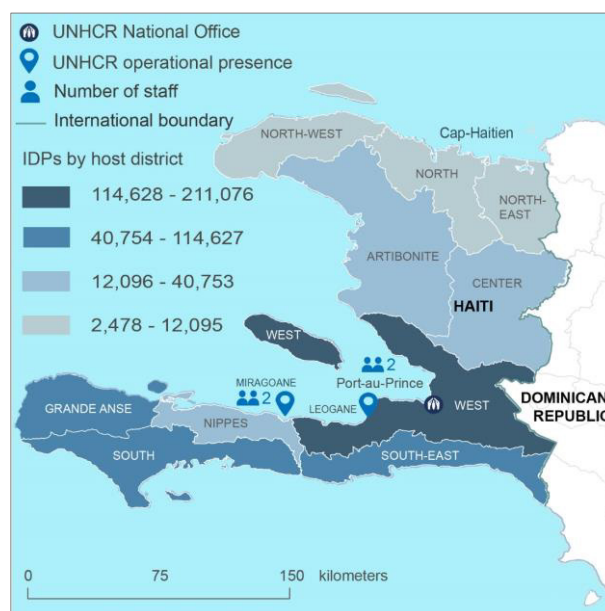 UNHCR National Office
UNHCR operational presence
Number of staff
International boundary
IDPs by host district
114,628 - 211,076
40,754 - 114,627
12,096 - 40,753
2,478 - 12,095
NORTH-WEST
Cap-Haitien
NORTH
NORTH-
EAST
ARTIBONITE
CENTER
HAITI
WEST
2
Port-au-Prince
MIRAGOANE
2
LEOGANE
WEST
DOMINICAN
REPUBLIC
GRANDE ANSE
NIPPES
SOUTH
SOUTH-EAST
0 75 150 kilometers